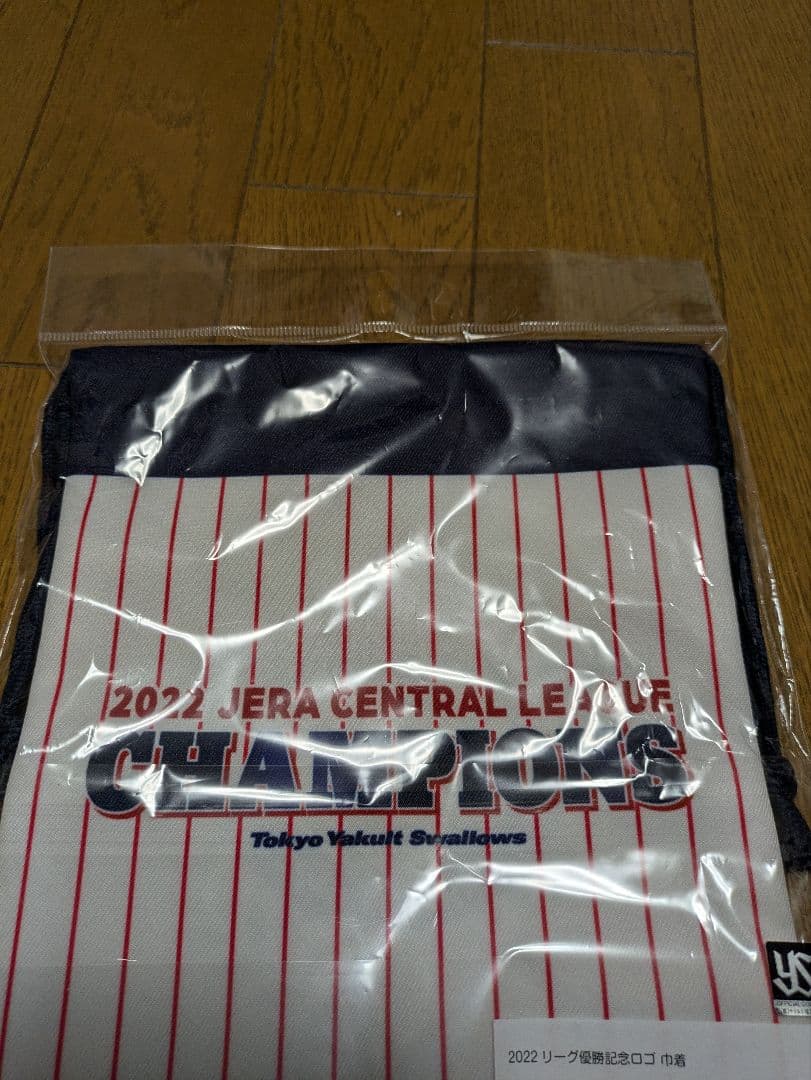 2022 JERA CENTRAL LEAGUE
CHAMPIONS
Tokyo Yakult Swallows
YS
2022 リーグ優勝記念ロゴ 巾着